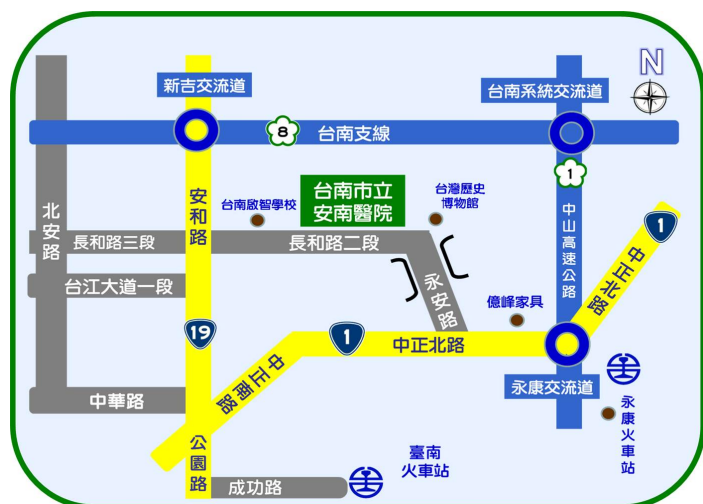 N
新吉交流道
台南系統交流道
8
台南支線
1
北安路
安和路
台南啟智學校
台南市立
安南醫院
台灣歷史
博物館
中山高速公路
1
中正北路
長和路三段
長和路二段
永安路
台江大道一段
億峰家具
19
1
中正北路
中正南路
永康交流道
中華路
永康火車站
公園路
臺南
火車站
成功路